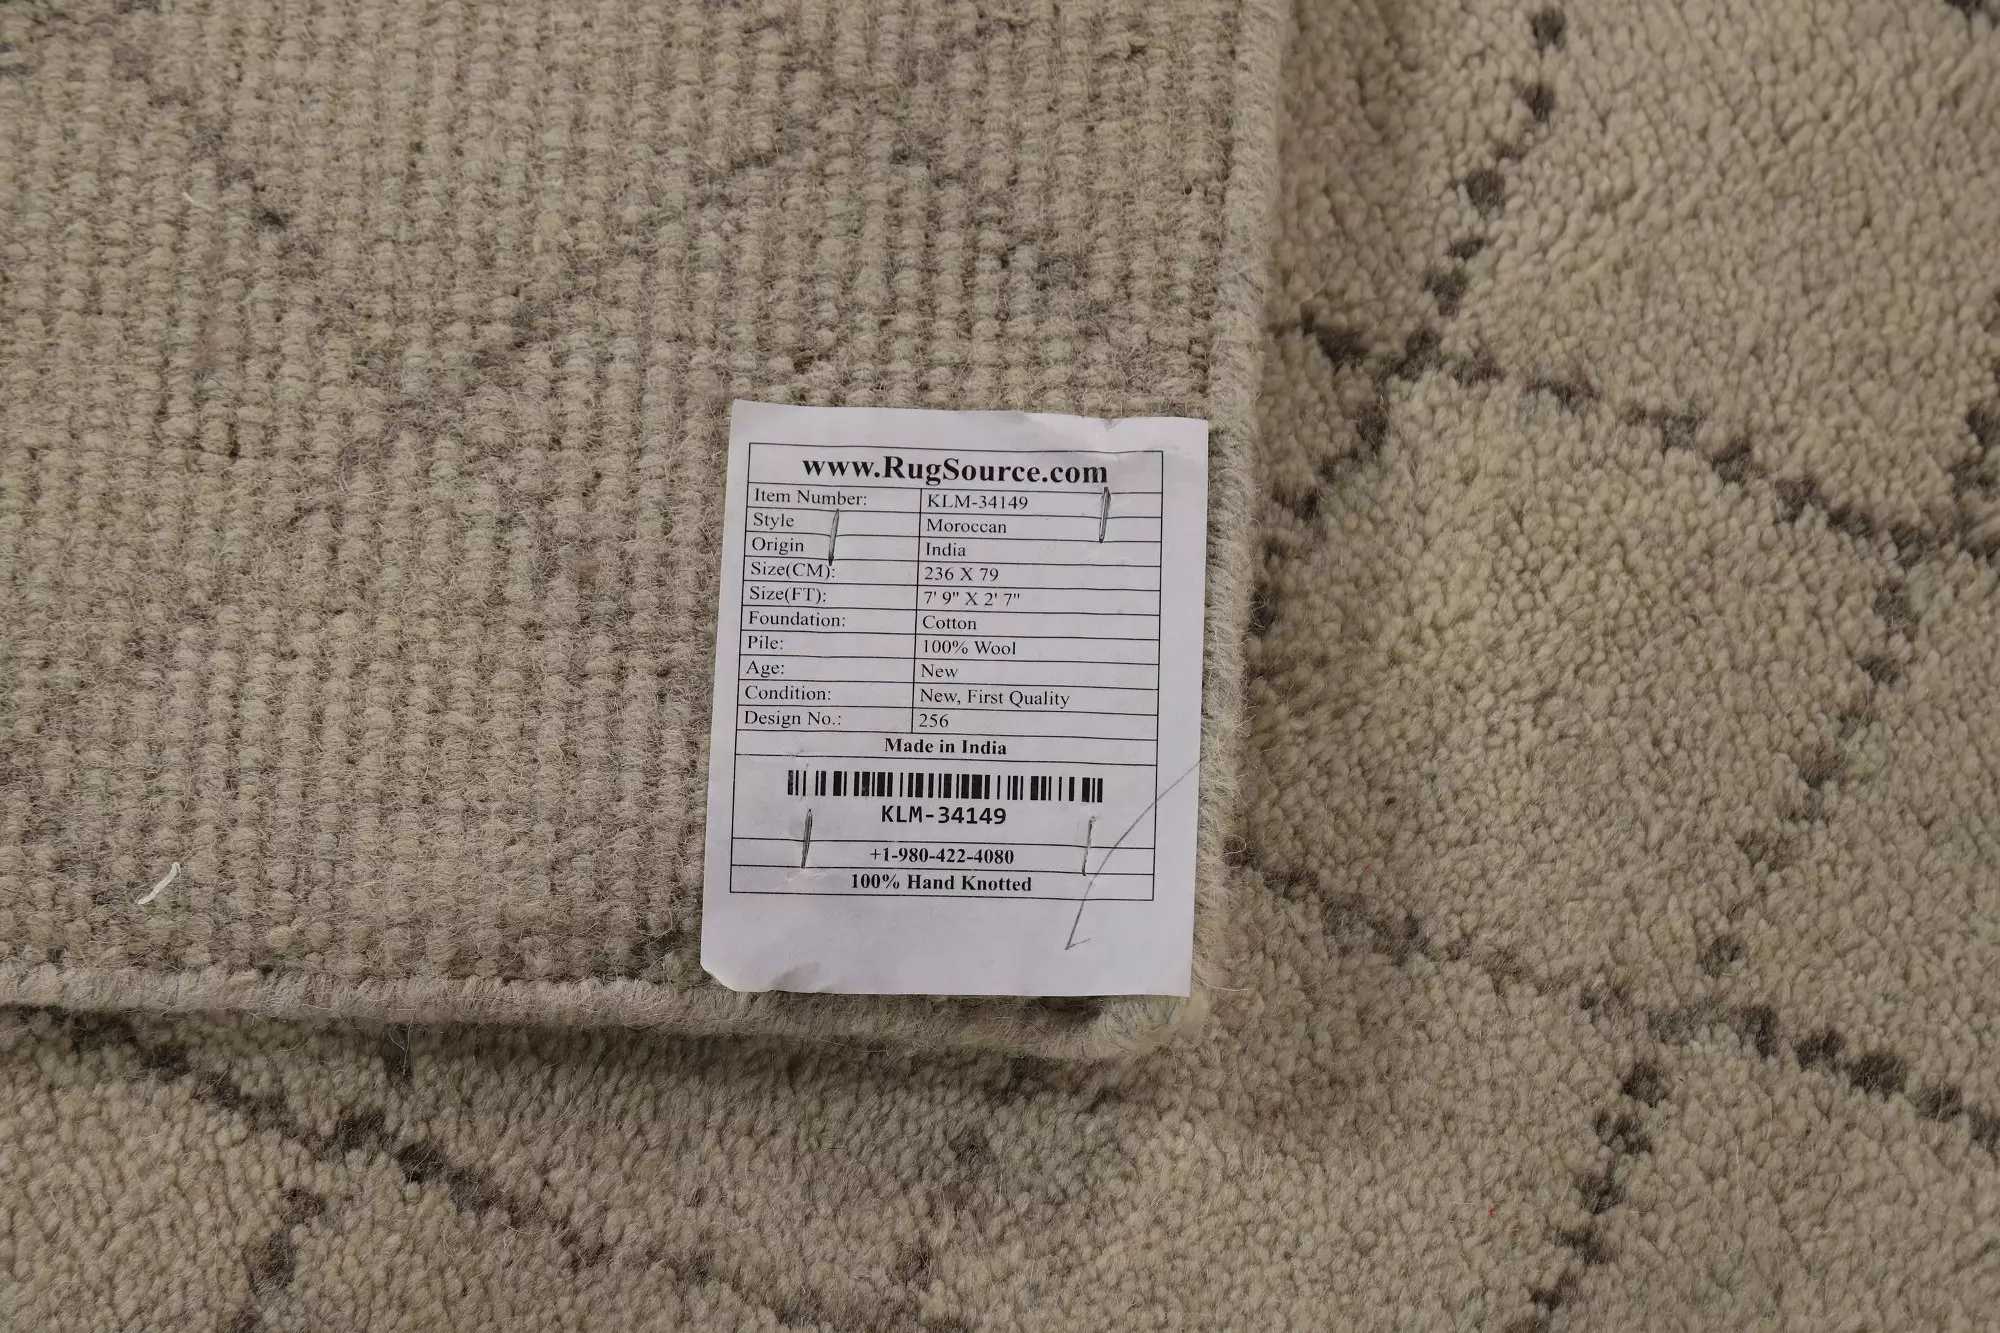 www.RugSource.com
Item Number: KLM-34149
Style Moroccan
Origin India
Size(CM): 236 X 79
Size(FT): 7' 9" X 2' 7"
Foundation: Cotton
Pile: 100% Wool
Age: New
Condition: New, First Quality
Design No.: 256
Made in India
KLM-34149
+1-980-422-4080
100% Hand Knotted